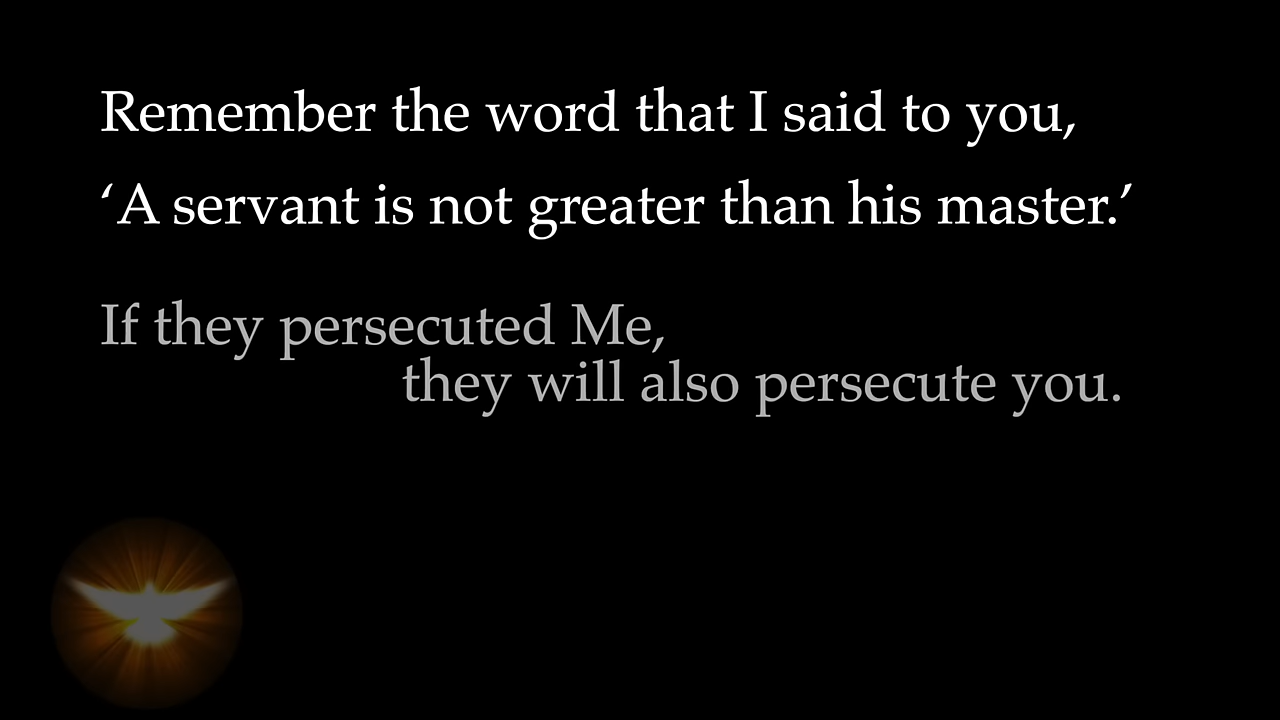 Remember the word that I said to you,
‘A servant is not greater than his master.’
If they persecuted Me,
they will also persecute you.